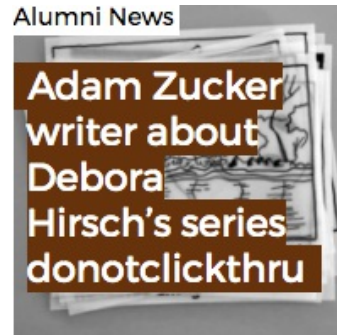 Alumni News
Adam Zucker
writer about
Debora
Hirsch's series
donotclickthru